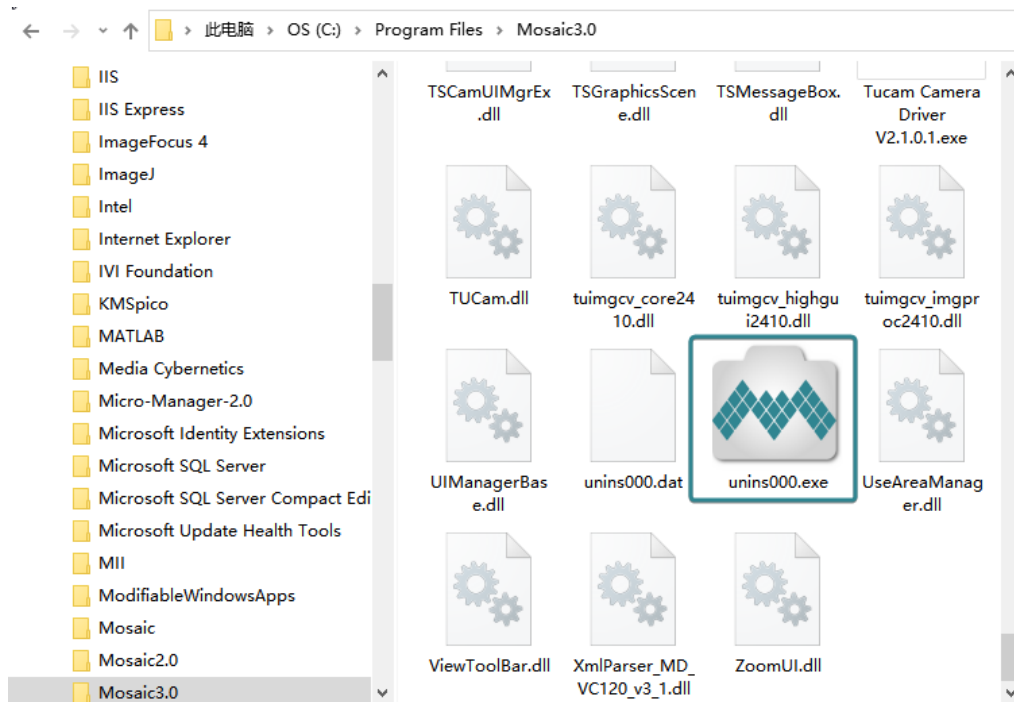 此电脑 > OS (C:) > Program Files > Mosaic3.0
IIS
IIS Express
ImageFocus 4
ImageJ
Intel
Internet Explorer
IVI Foundation
KMSpico
MATLAB
Media Cybernetics
Micro-Manager-2.0
Microsoft Identity Extensions
Microsoft SQL Server
Microsoft SQL Server Compact Edi
Microsoft Update Health Tools
MII
ModifiableWindowsApps
Mosaic
Mosaic2.0
Mosaic3.0
TSCamUIMgrEx
.dll
TSGraphicsScen
e.dll
TSMessageBox.
dll
Tucam Camera
Driver
V2.1.0.1.exe
TUCam.dll
tuimgcv_core24
10.dll
tuimgcv_highgu
i2410.dll
tuimgcv_imgpr
oc2410.dll
UIManagerBas
e.dll
unins000.dat
unins000.exe
UseAreaManag
er.dll
ViewToolBar.dll
XmlParser_MD_
VC120_v3_1.dll
ZoomUI.dll